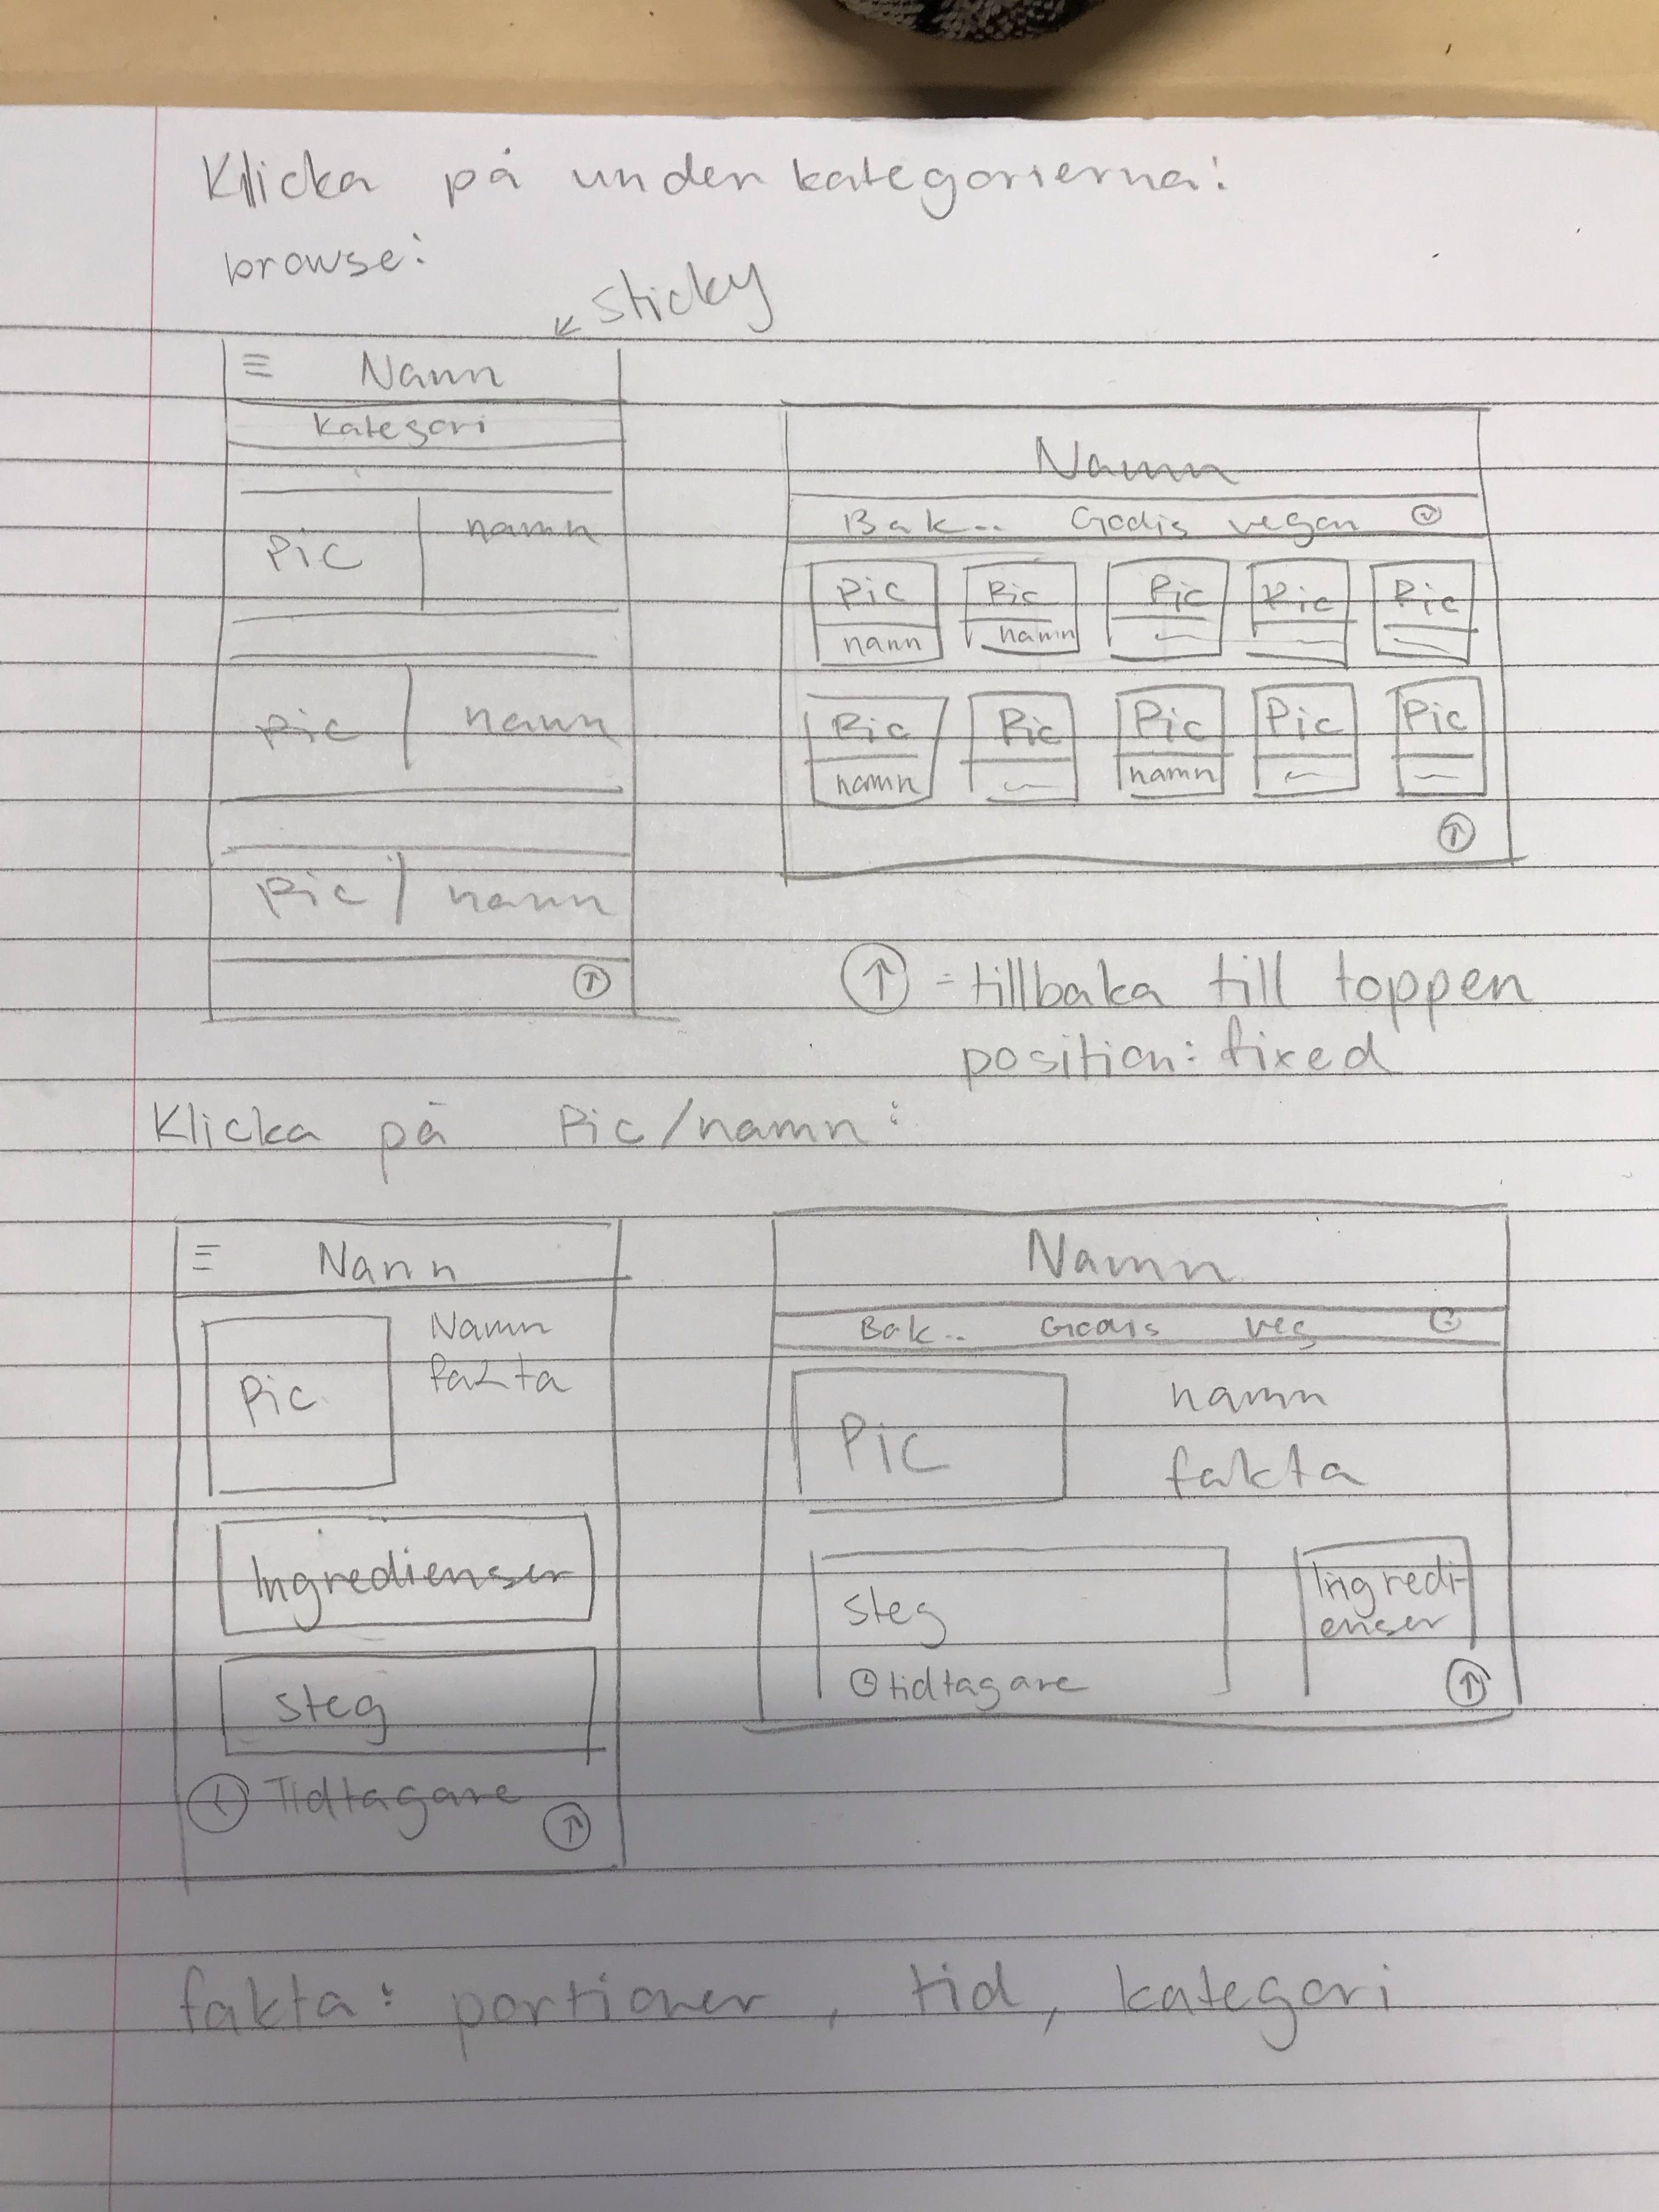 Klicka på underkategorierna:
browse:
sticky
Namn
Kategori
Pic namn
Pic namn
Pic namn
Namn
Bak.. Godis vegan
Pic Pic Pic Pic Pic
namn namn
Pic Pic Pic Pic Pic
namn namn
= tillbaka till toppen
position: fixed
Klicka på Pic/namn:
Namn
Pic
Namn
fakta
Ingredienser
Steg
Tidtagare
Namn
Bak.. Godis veg
Pic
namn
fakta
Steg
tidtagare
Ingredi-
enser
fakta: portioner, tid, kategori